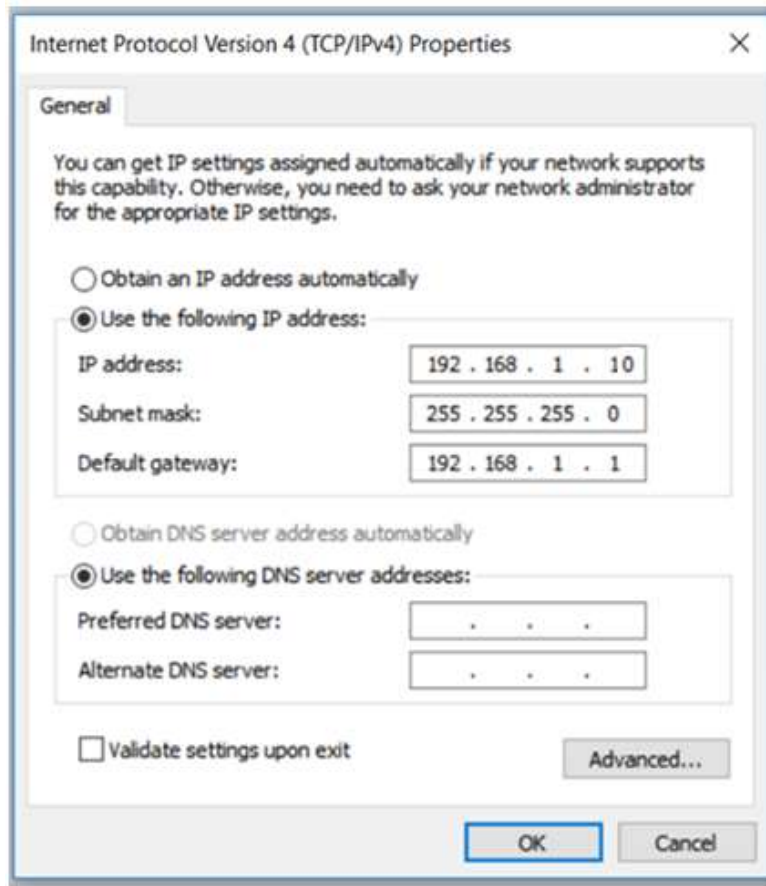 Internet Protocol Version 4 (TCP/IPv4) Properties
General
You can get IP settings assigned automatically if your network supports
this capability. Otherwise, you need to ask your network administrator
for the appropriate IP settings.
Obtain an IP address automatically
Use the following IP address:
IP address: 192 . 168 . 1 . 10
Subnet mask: 255 . 255 . 255 . 0
Default gateway: 192 . 168 . 1 . 1
Obtain DNS server address automatically
Use the following DNS server addresses:
Preferred DNS server: . . .
Alternate DNS server: . . .
Validate settings upon exit
Advanced...
OK Cancel